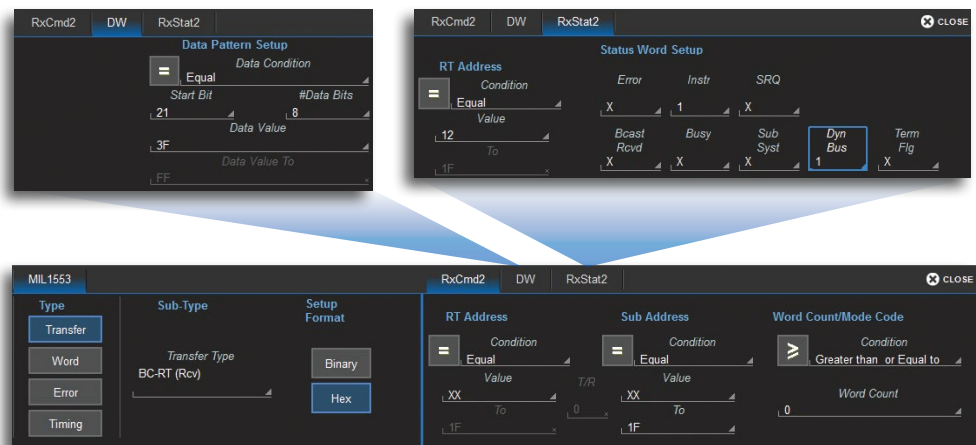 RxCmd2 DW RxStat2
Data Pattern Setup
Data Condition
= Equal
Start Bit #Data Bits
21 8
Data Value
3F
Data Value To
FF
RxCmd2 DW RxStat2 CLOSE
Status Word Setup
RT Address
Condition
= Equal
Value
12
To
1F
Error Instr SRQ
X 1 X
Bcast Rcvd Busy Sub Syst Dyn Bus Term Flg
X X X 1 X
MIL1553
Type Sub-Type Setup Format
Transfer
Word
Error
Timing
Transfer Type
BC-RT (Rcv)
Binary
Hex
RxCmd2 DW RxStat2 CLOSE
RT Address Sub Address Word Count/Mode Code
Condition Condition Condition
= Equal = Equal ≥ Greater than or Equal to
Value T/R Value Word Count
XX 0 XX 0
To To
1F 1F